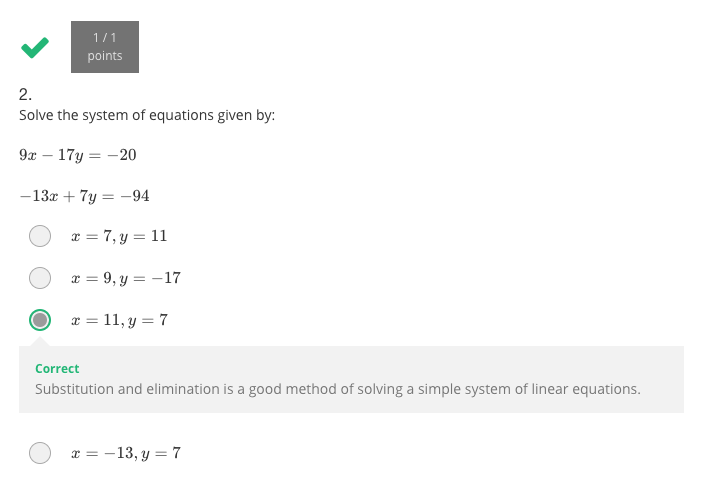 1 / 1
points
2.
Solve the system of equations given by:
9x − 17y = −20
−13x + 7y = −94
x = 7, y = 11
x = 9, y = −17
x = 11, y = 7
Correct
Substitution and elimination is a good method of solving a simple system of linear equations.
x = −13, y = 7